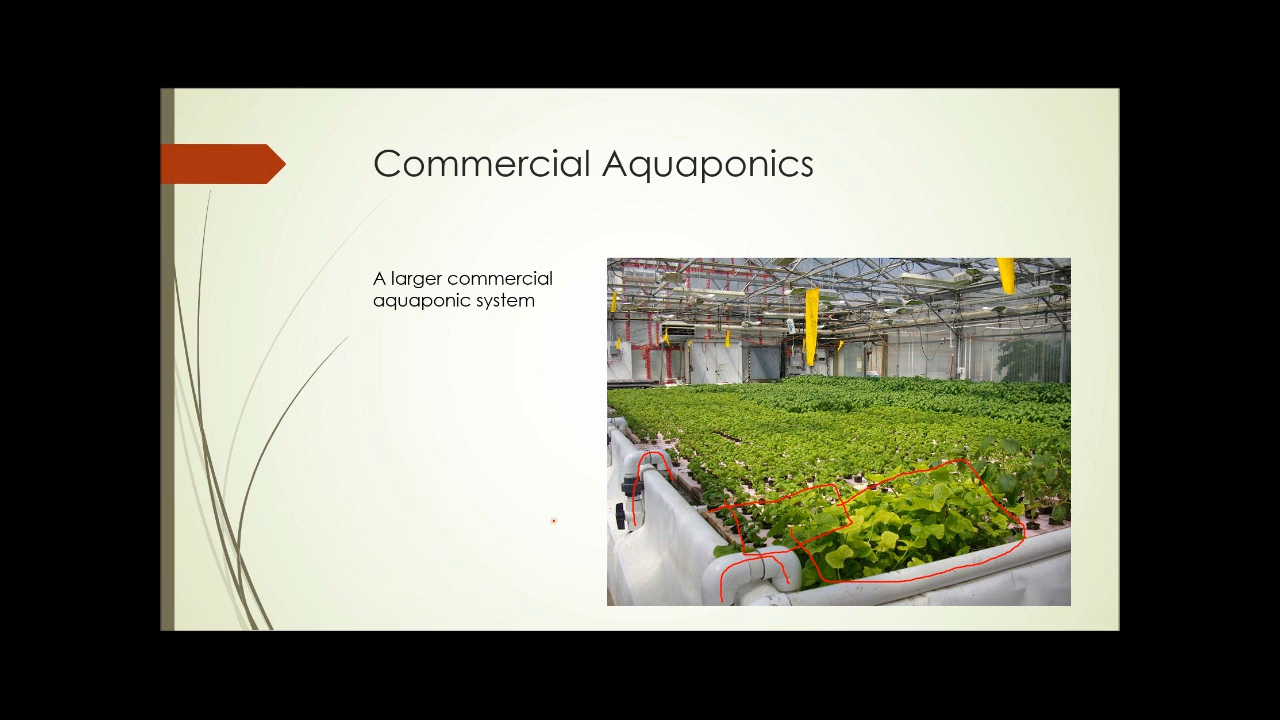 Commercial Aquaponics
A larger commercial
aquaponic system